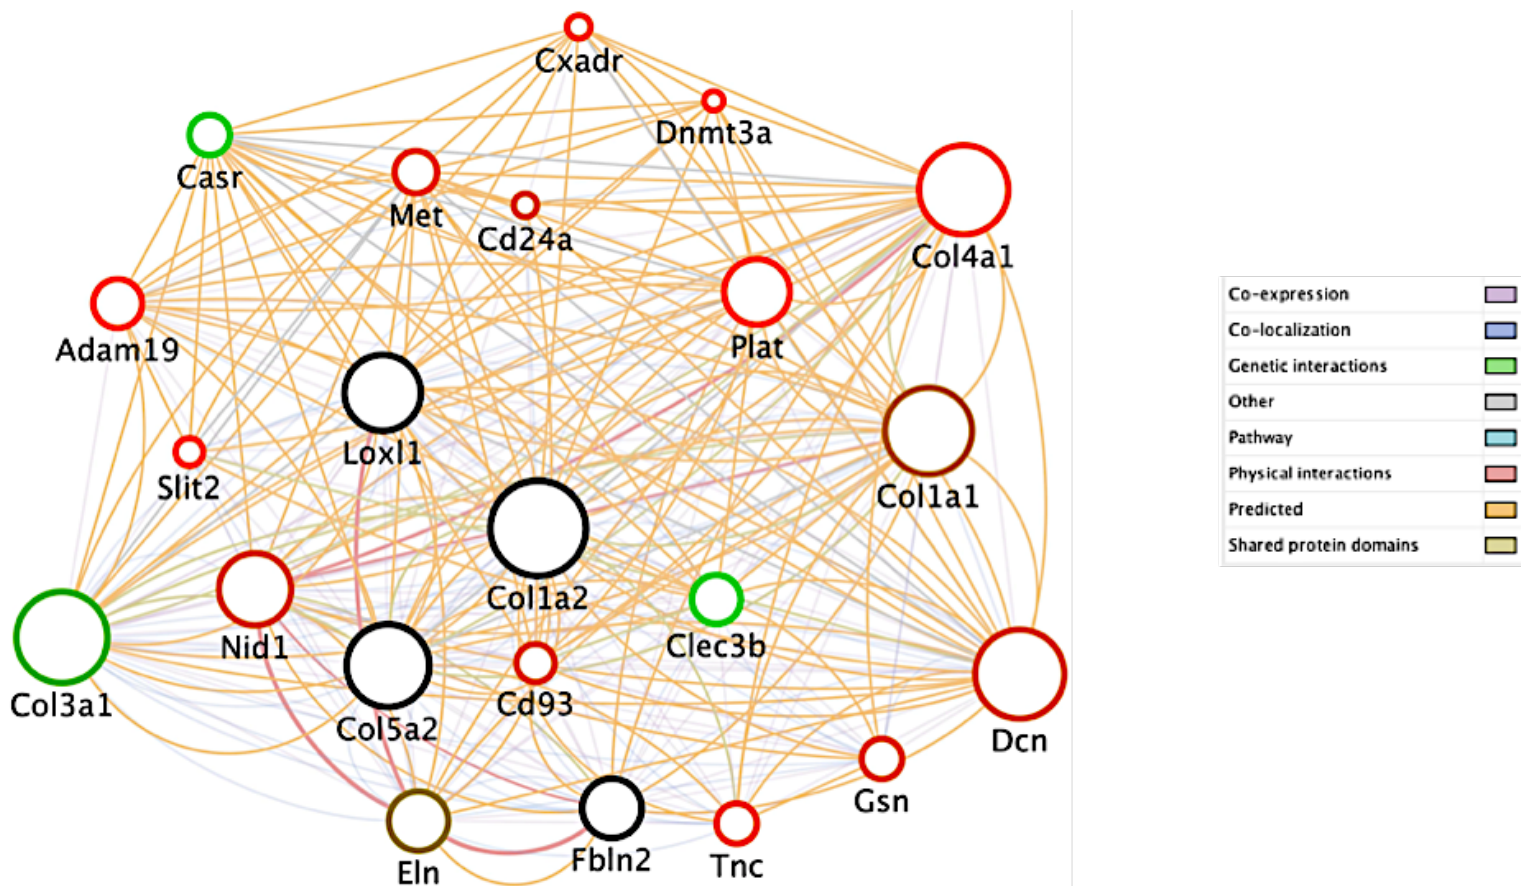 Cxadr
Dnmt3a
Casr
Met
Cd24a
Col4a1
Adam19
Plat
Loxl1
Slit2
Col1a1
Col1a2
Nid1
Clec3b
Col3a1
Col5a2
Cd93
Dcn
Gsn
Eln
Fbln2
Tnc
Co-expression
Co-localization
Genetic interactions
Other
Pathway
Physical interactions
Predicted
Shared protein domains